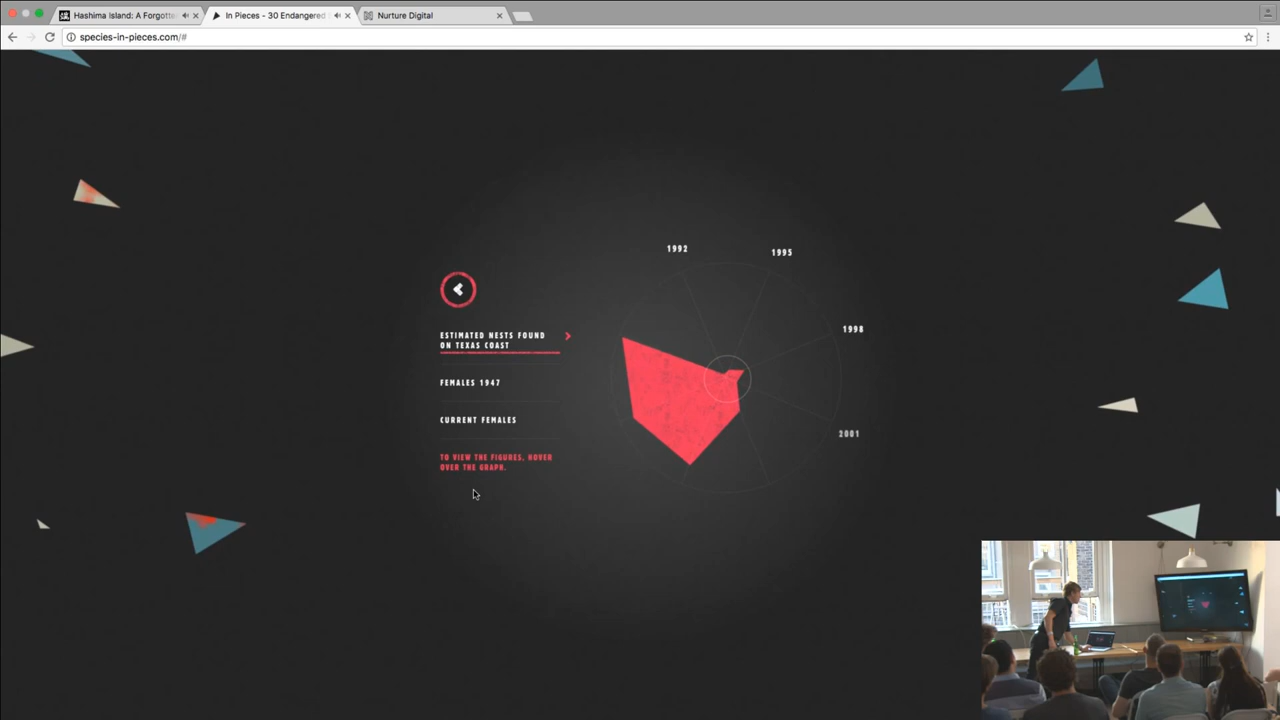 Hashima Island: A Forgotte
In Pieces - 30 Endangered
Nurture Digital
species-in-pieces.com/#
1992
1995
1998
2001
ESTIMATED NESTS FOUND
ON TEXAS COAST
FEMALES 1947
CURRENT FEMALES
TO VIEW THE FIGURES, HOVER
OVER THE GRAPH.